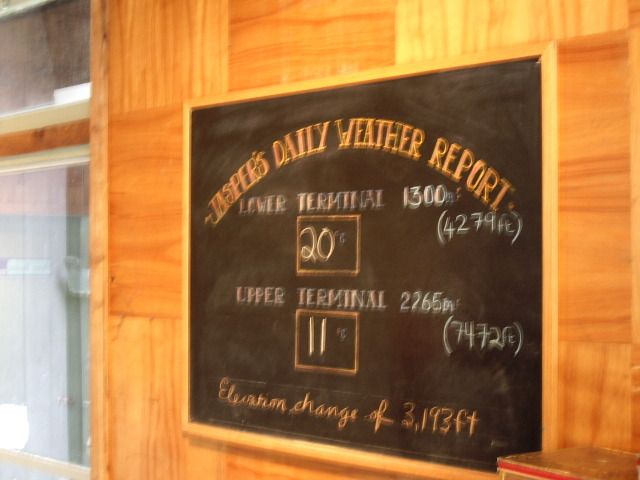 JASPER'S DAILY WEATHER REPORT
LOWER TERMINAL 1300m
(4279ft)
20°C
UPPER TERMINAL 2265m
(7472ft)
11°C
Elevation change of 3,193ft